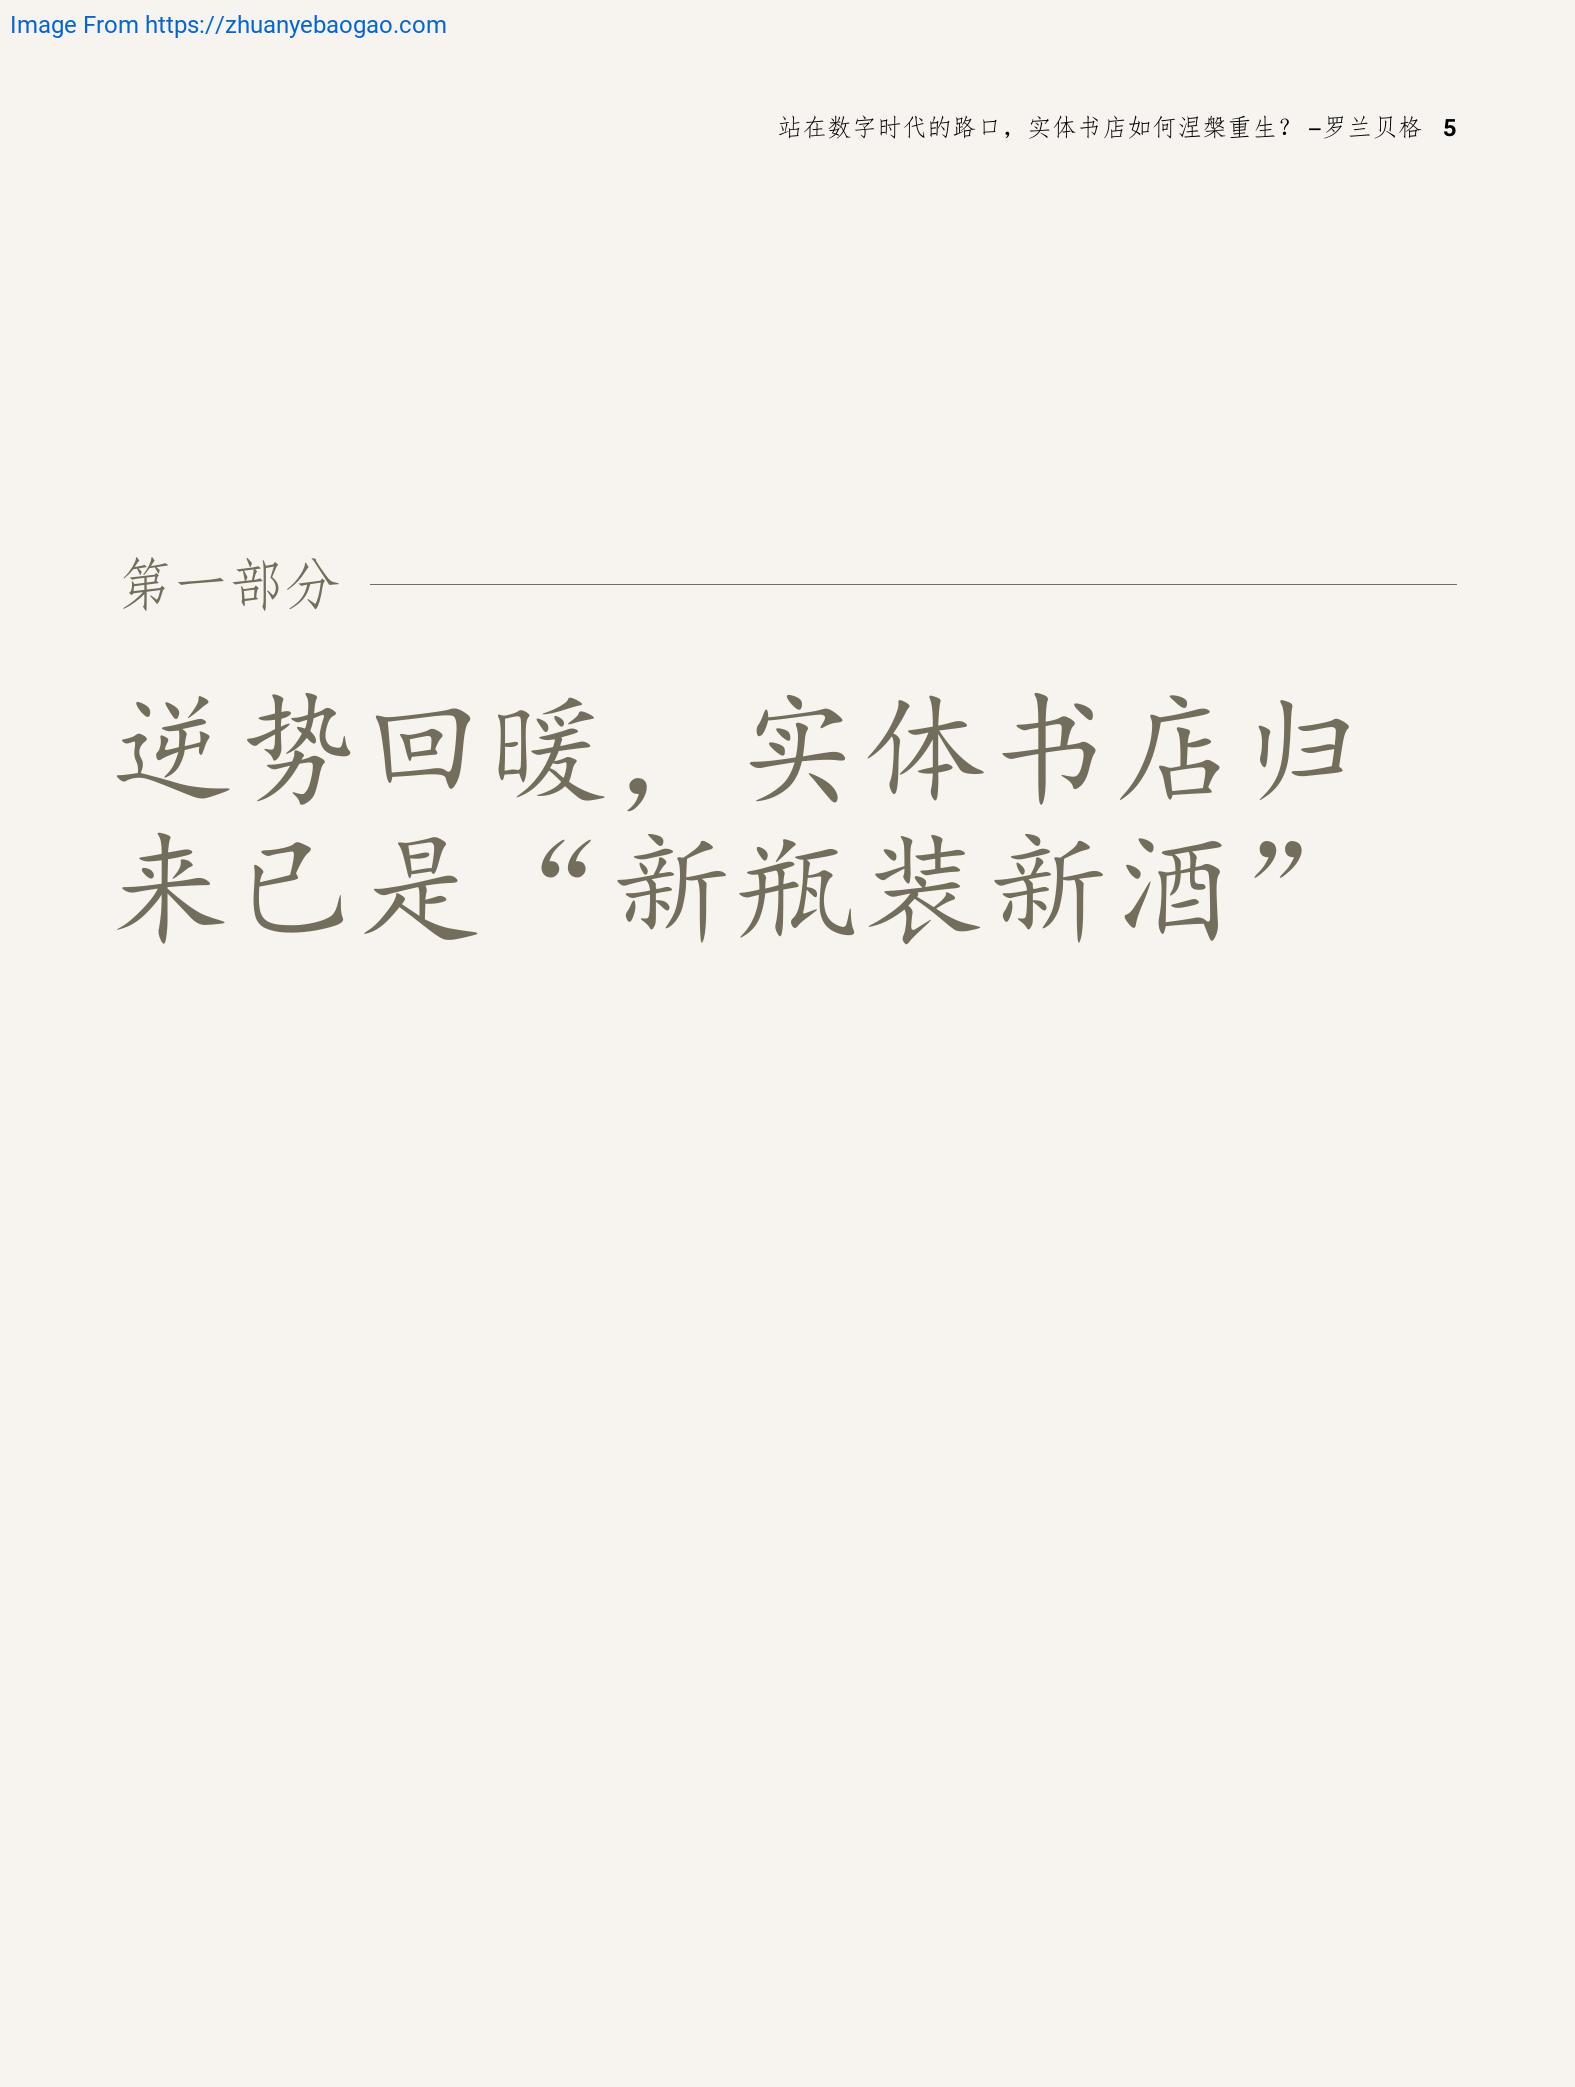 Image From https://zhuanyebaogao.com
站在数字时代的路口，实体书店如何涅槃重生？ –罗兰贝格 5
第一部分
逆势回暖，实体书店归
来已是“新瓶装新酒”